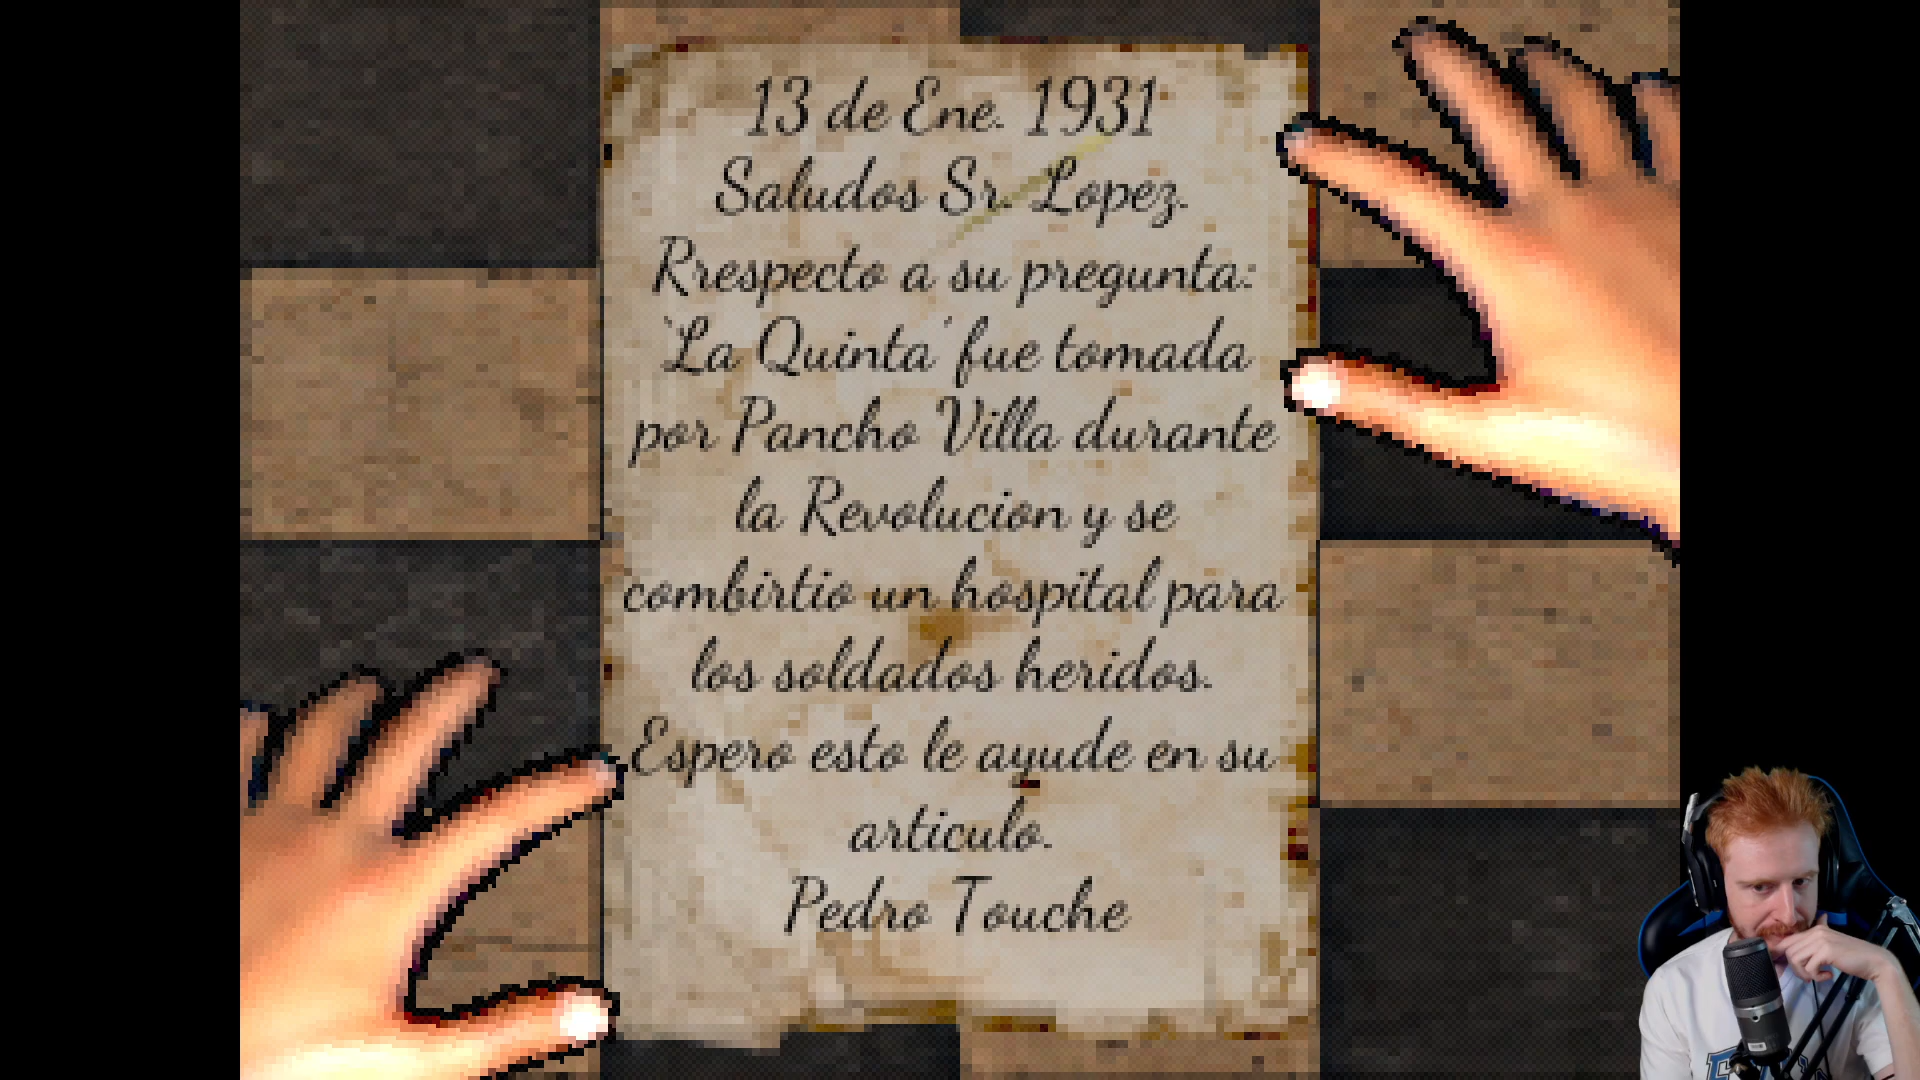 13 de Ene. 1931
Saludos Sr. Lopez.
Rrespecto a su pregunta:
'La Quinta' fue tomada
por Pancho Villa durante
la Revolucion y se
combirtio un hospital para
los soldados heridos.
Espero esto le ayude en su
articulo.
Pedro Touche